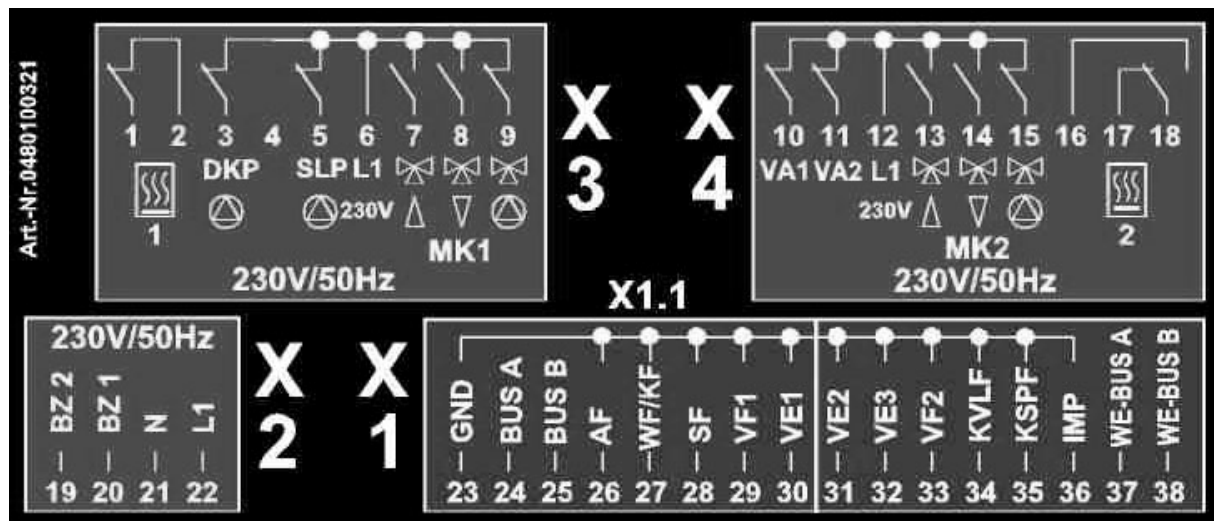 Art.-Nr.0480100321
1 2 3 4 5 6 7 8 9
DKP SLP L1
230V
1
MK1
230V/50Hz
X
3
X
4
10 11 12 13 14 15 16 17 18
VA1 VA2 L1
230V
2
MK2
230V/50Hz
X1.1
230V/50Hz
BZ 2
BZ 1
N
L1
19 20 21 22
X
2
X
1
GND
BUS A
BUS B
AF
WF/KF
SF
VF1
VE1
VE2
VE3
VF2
KVLF
KSPF
IMP
WE-BUS A
WE-BUS B
23 24 25 26 27 28 29 30 31 32 33 34 35 36 37 38